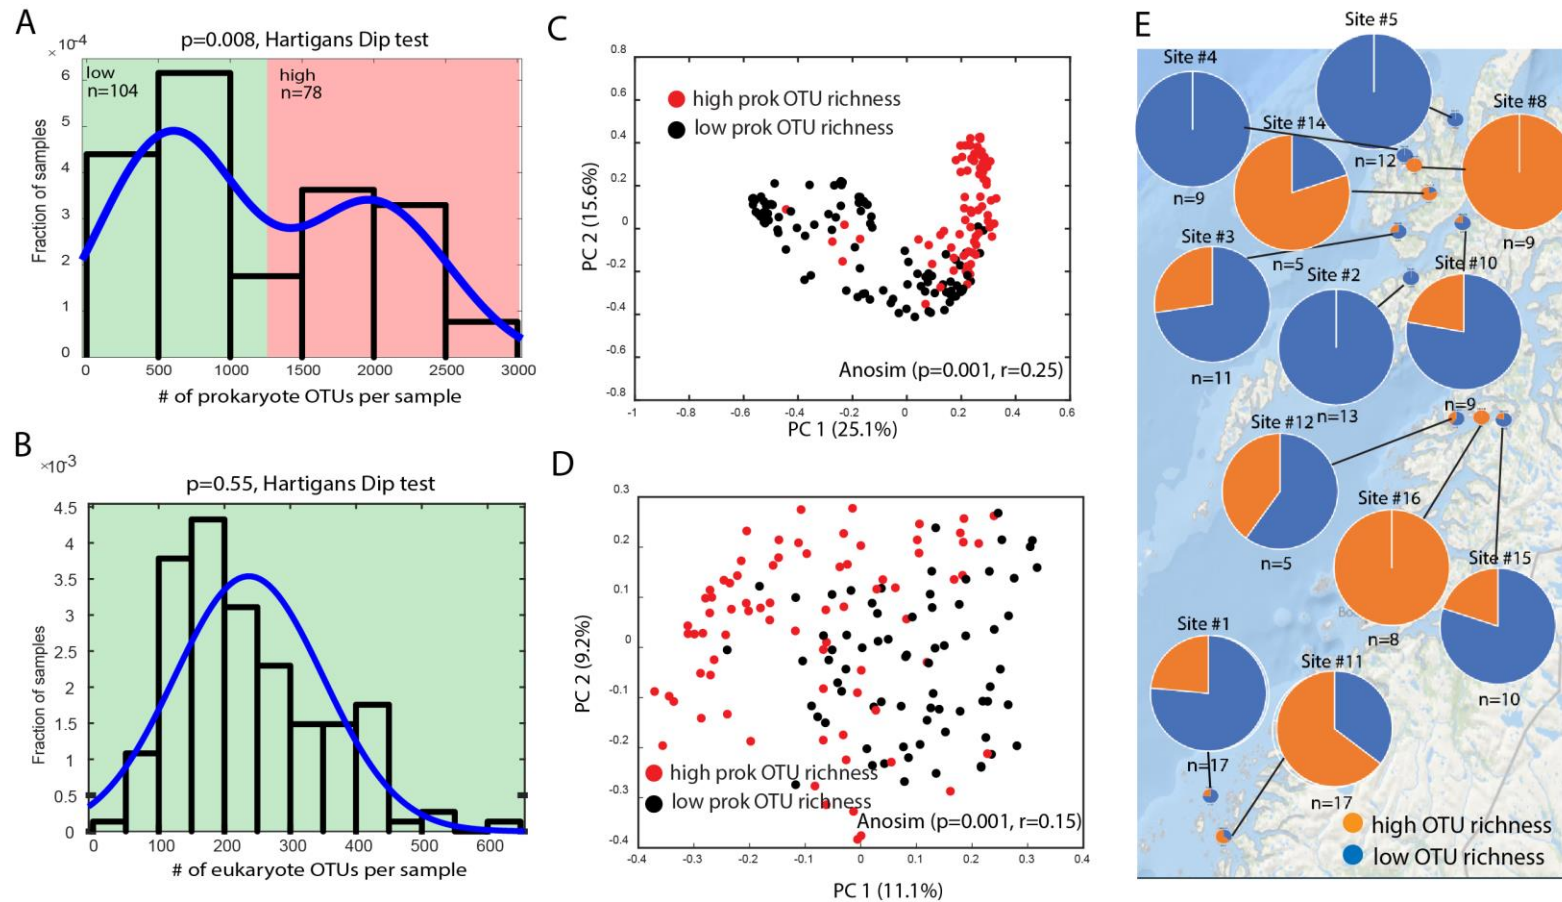 A
p=0.008, Hartigans Dip test
×10⁻⁴
low
n=104
high
n=78
Fraction of samples
6
5
4
3
2
1
0
0 500 1000 1500 2000 2500 3000
# of prokaryote OTUs per sample
B
×10⁻³
p=0.55, Hartigans Dip test
Fraction of samples
4.5
4
3.5
3
2.5
2
1.5
1
0.5
0
0 100 200 300 400 500 600
# of eukaryote OTUs per sample
C
high prok OTU richness
low prok OTU richness
PC 2 (15.6%)
0.8
0.6
0.4
0.2
0
-0.2
-0.4
-0.6
-0.8
Anosim (p=0.001, r=0.25)
-1 -0.4 -0.2 0 0.2 0.4 0.6
PC 1 (25.1%)
D
PC 2 (9.2%)
0.3
0.2
0.1
0
-0.1
-0.2
-0.3
-0.4
high prok OTU richness
low prok OTU richness
Anosim (p=0.001, r=0.15)
-0.4 -0.3 -0.2 -0.1 0 0.1 0.2 0.3 0.4
PC 1 (11.1%)
E
Site #5
n=12
Site #4
n=9
Site #14
n=5
Site #8
n=9
Site #3
n=11
Site #2
n=13
Site #10
n=9
Site #12
n=5
Site #16
n=8
Site #15
n=10
Site #1
n=17
Site #11
n=17
high OTU richness
low OTU richness